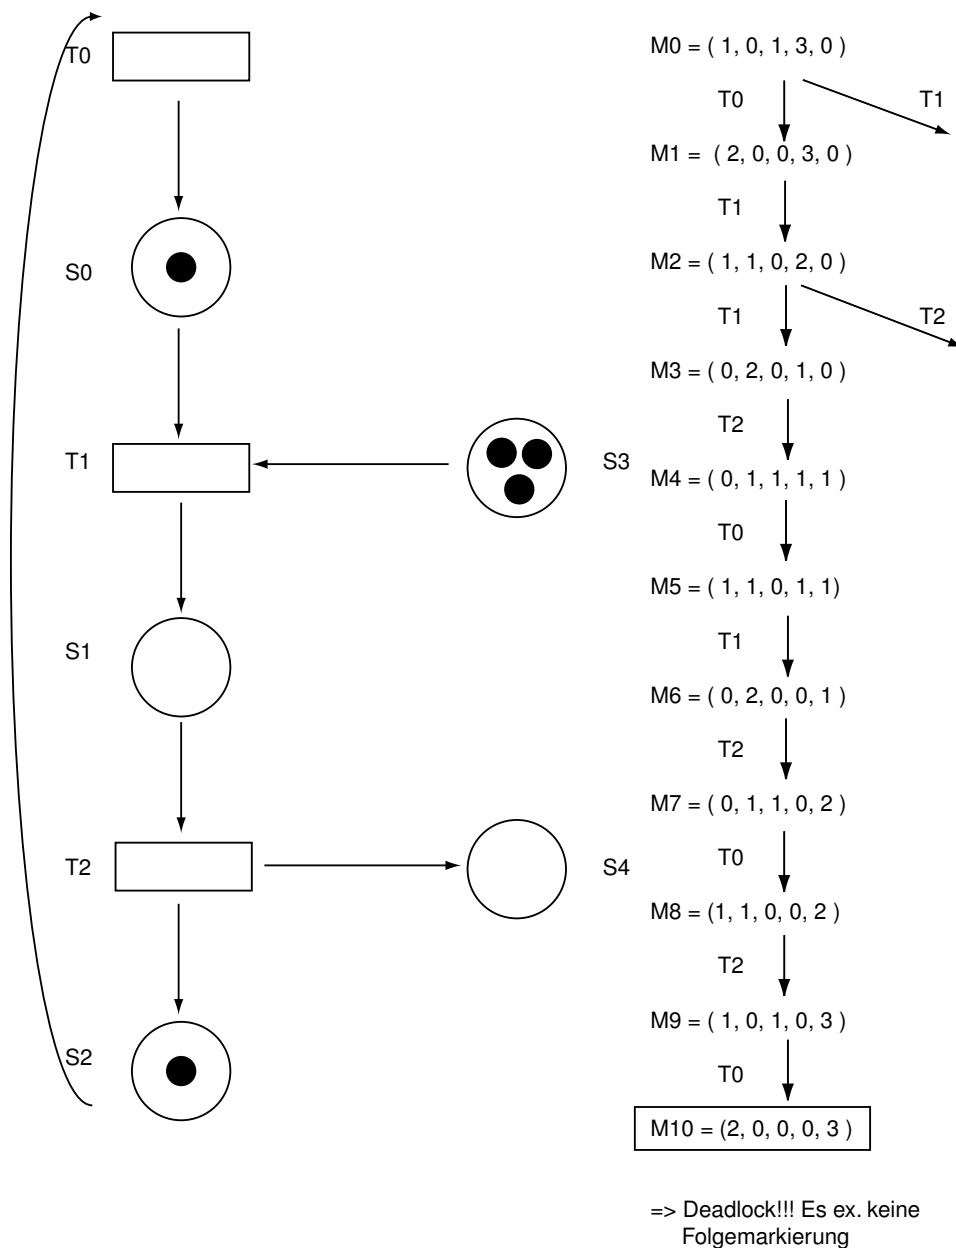 T0
S0
T1
S3
S1
T2
S4
S2
M0 = ( 1, 0, 1, 3, 0 )
T0
T1
M1 = ( 2, 0, 0, 3, 0 )
T1
M2 = ( 1, 1, 0, 2, 0 )
T1
T2
M3 = ( 0, 2, 0, 1, 0 )
T2
M4 = ( 0, 1, 1, 1, 1 )
T0
M5 = ( 1, 1, 0, 1, 1)
T1
M6 = ( 0, 2, 0, 0, 1 )
T2
M7 = ( 0, 1, 1, 0, 2 )
T0
M8 = (1, 1, 0, 0, 2 )
T2
M9 = ( 1, 0, 1, 0, 3 )
T0
M10 = (2, 0, 0, 0, 3 )
=> Deadlock!!! Es ex. keine
Folgemarkierung